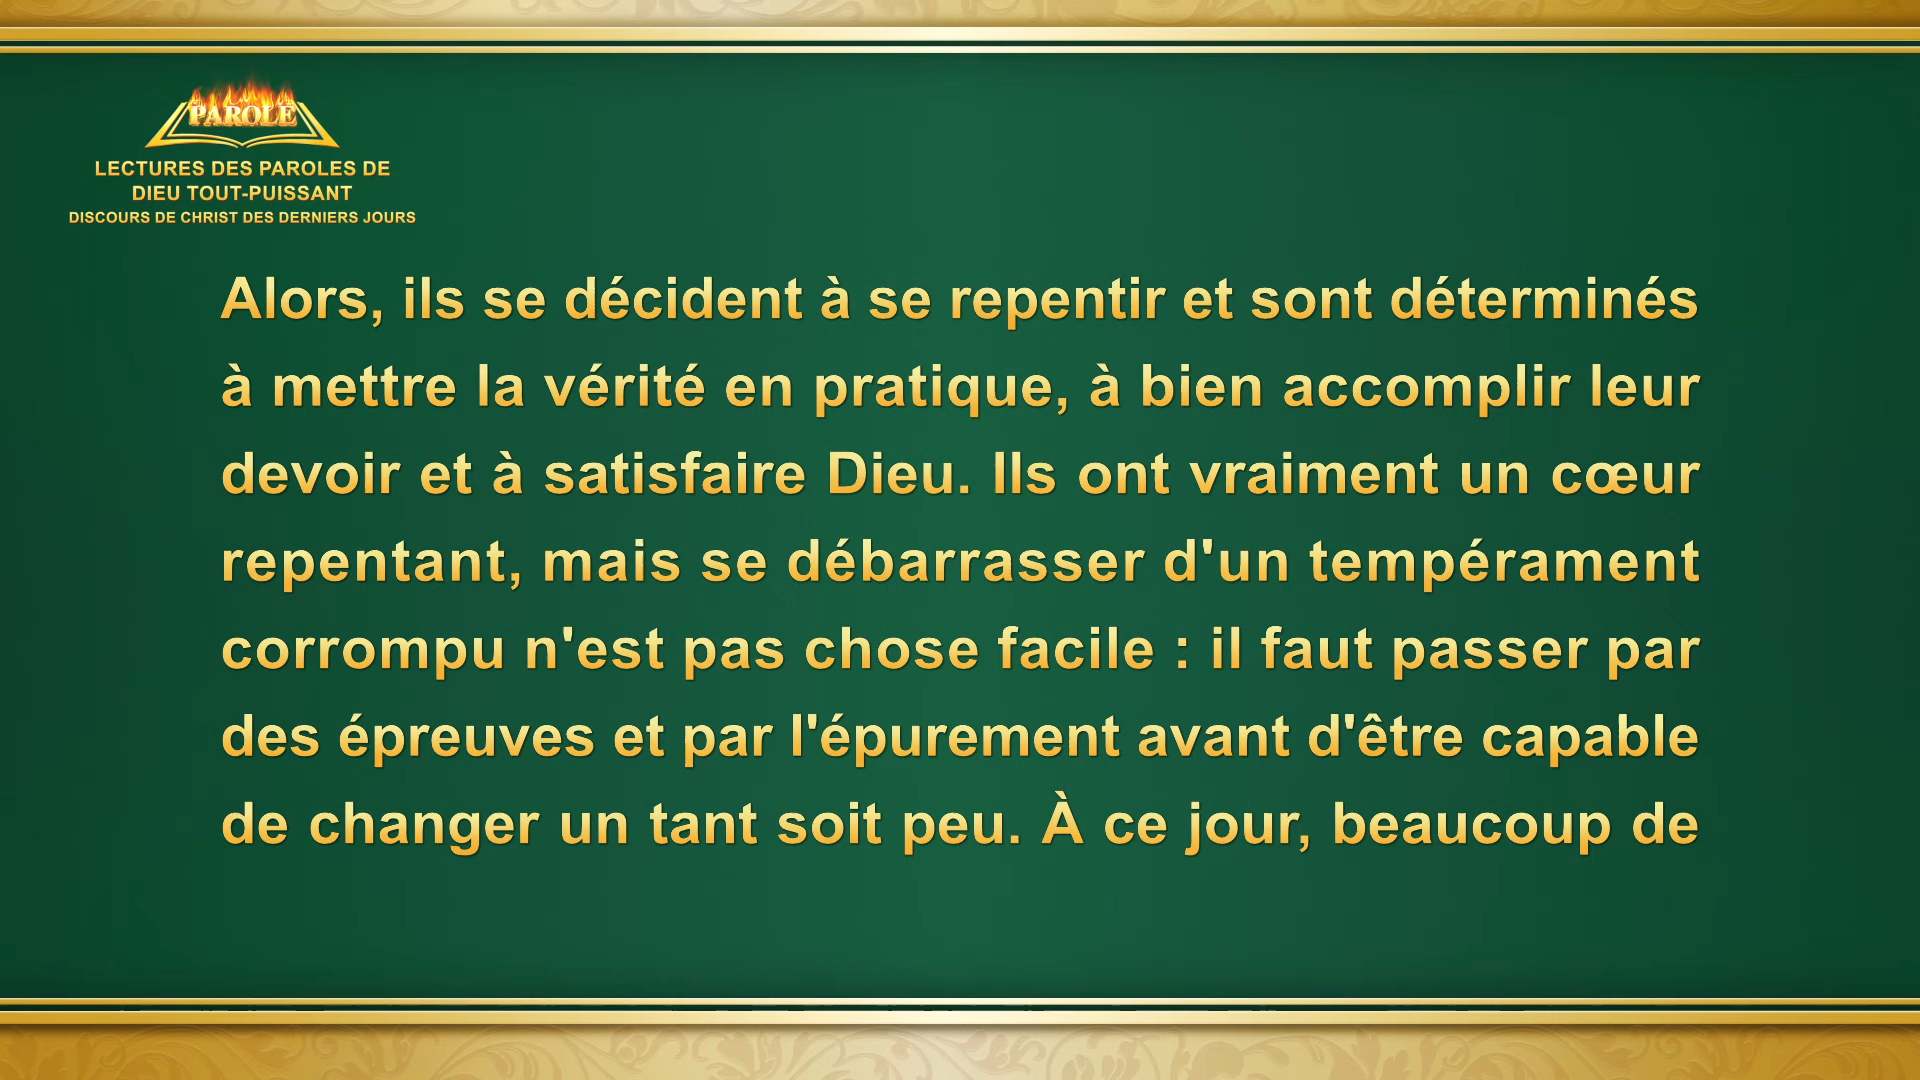 PAROLE
LECTURES DES PAROLES DE
DIEU TOUT-PUISSANT
DISCOURS DE CHRIST DES DERNIERS JOURS
Alors, ils se décident à se repentir et sont déterminés
à mettre la vérité en pratique, à bien accomplir leur
devoir et à satisfaire Dieu. Ils ont vraiment un cœur
repentant, mais se débarrasser d'un tempérament
corrompu n'est pas chose facile : il faut passer par
des épreuves et par l'épurement avant d'être capable
de changer un tant soit peu. À ce jour, beaucoup de